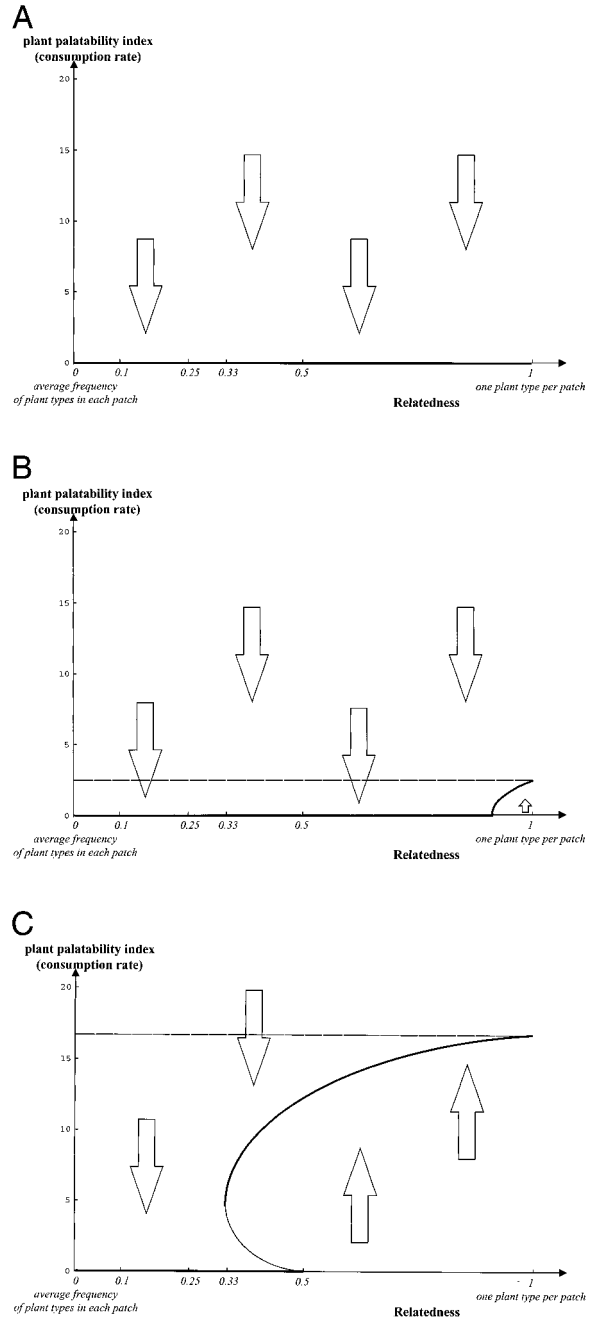 A
plant palatability index
(consumption rate)
20
15
10
5
0
0 0.1 0.25 0.33 0.5 1
average frequency
of plant types in each patch
one plant type per patch
Relatedness
B
plant palatability index
(consumption rate)
20
15
10
5
0
0 0.1 0.25 0.33 0.5 1
average frequency
of plant types in each patch
one plant type per patch
Relatedness
C
plant palatability index
(consumption rate)
20
15
10
5
0
0 0.1 0.25 0.33 0.5 1
average frequency
of plant types in each patch
one plant type per patch
Relatedness